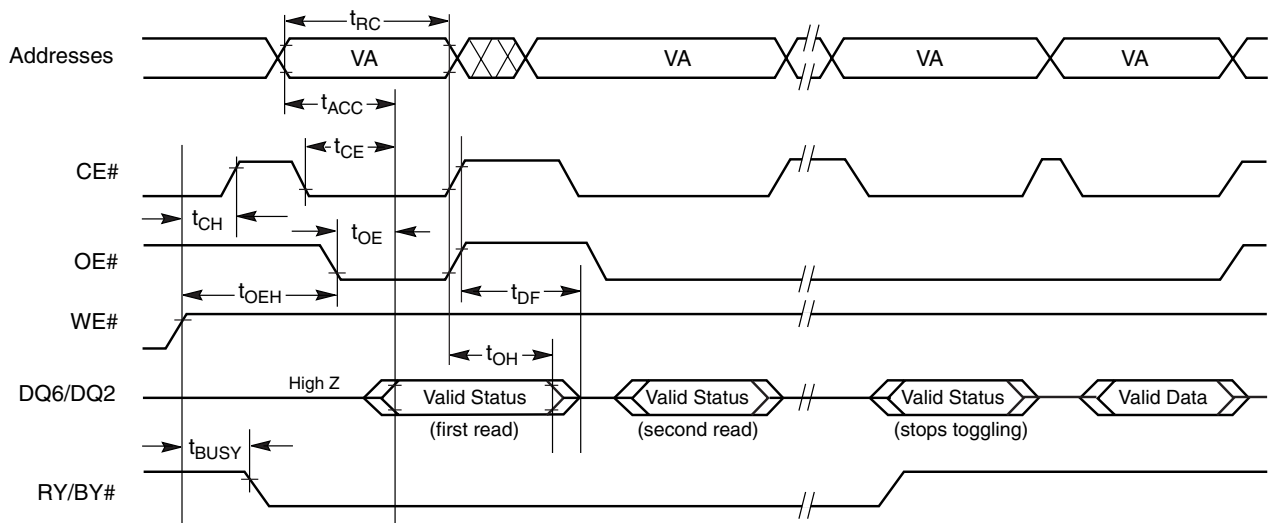 tRC
Addresses VA VA VA VA
tACC
tCE
CE#
tCH tOE
OE#
tOEH tDF
WE#
tOH
High Z
DQ6/DQ2 Valid Status Valid Status Valid Status Valid Data
(first read) (second read) (stops toggling)
tBUSY
RY/BY#